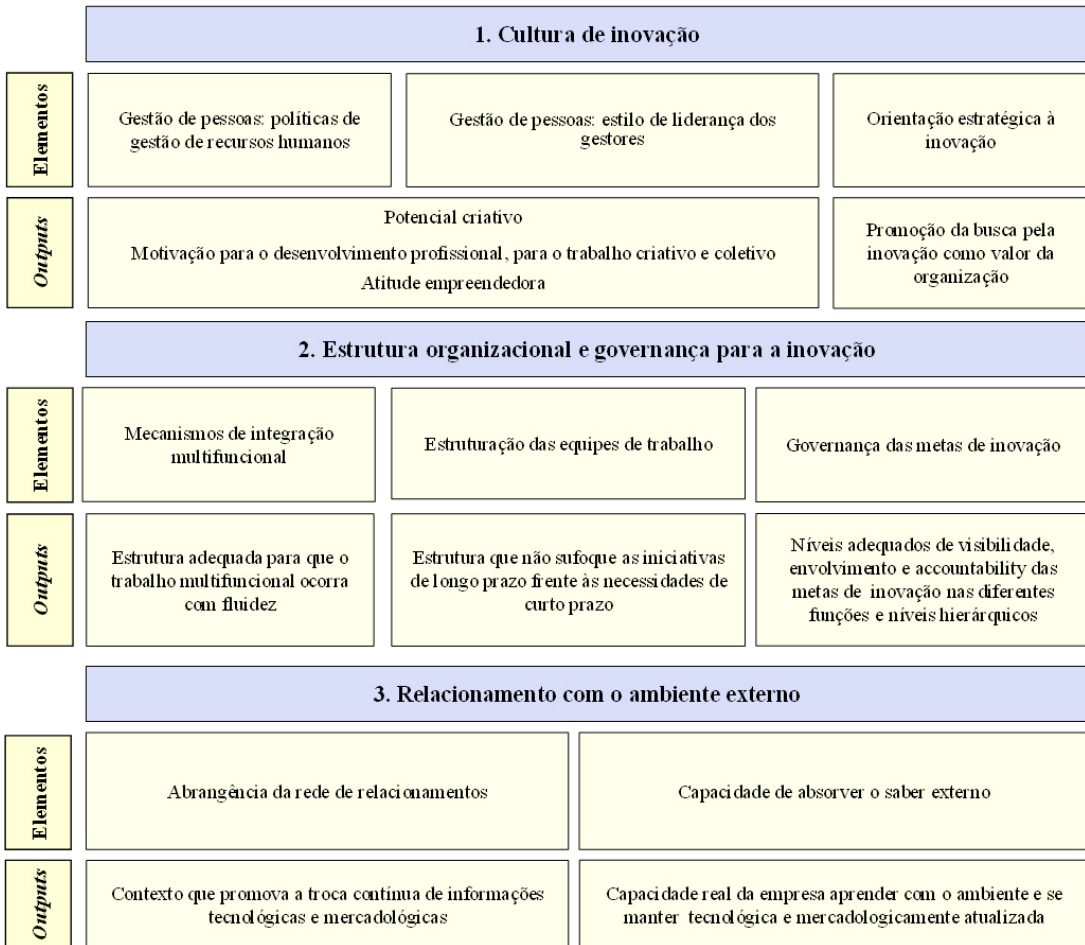 1. Cultura de inovação
Elementos
Gestão de pessoas: políticas de
gestão de recursos humanos
Gestão de pessoas: estilo de liderança dos
gestores
Orientação estratégica à
inovação
Outputs
Potencial criativo
Motivação para o desenvolvimento profissional, para o trabalho criativo e coletivo
Atitude empreendedora
Promoção da busca pela
inovação como valor da
organização
2. Estrutura organizacional e governança para a inovação
Elementos
Mecanismos de integração
multifuncional
Estruturação das equipes de trabalho
Governança das metas de inovação
Outputs
Estrutura adequada para que o
trabalho multifuncional ocorra
com fluidez
Estrutura que não sufoque as iniciativas
de longo prazo frente às necessidades de
curto prazo
Níveis adequados de visibilidade,
envolvimento e accountability das
metas de inovação nas diferentes
funções e níveis hierárquicos
3. Relacionamento com o ambiente externo
Elementos
Abrangência da rede de relacionamentos
Capacidade de absorver o saber externo
Outputs
Contexto que promova a troca contínua de informações
tecnológicas e mercadológicas
Capacidade real da empresa aprender com o ambiente e se
manter tecnológica e mercadologicamente atualizada